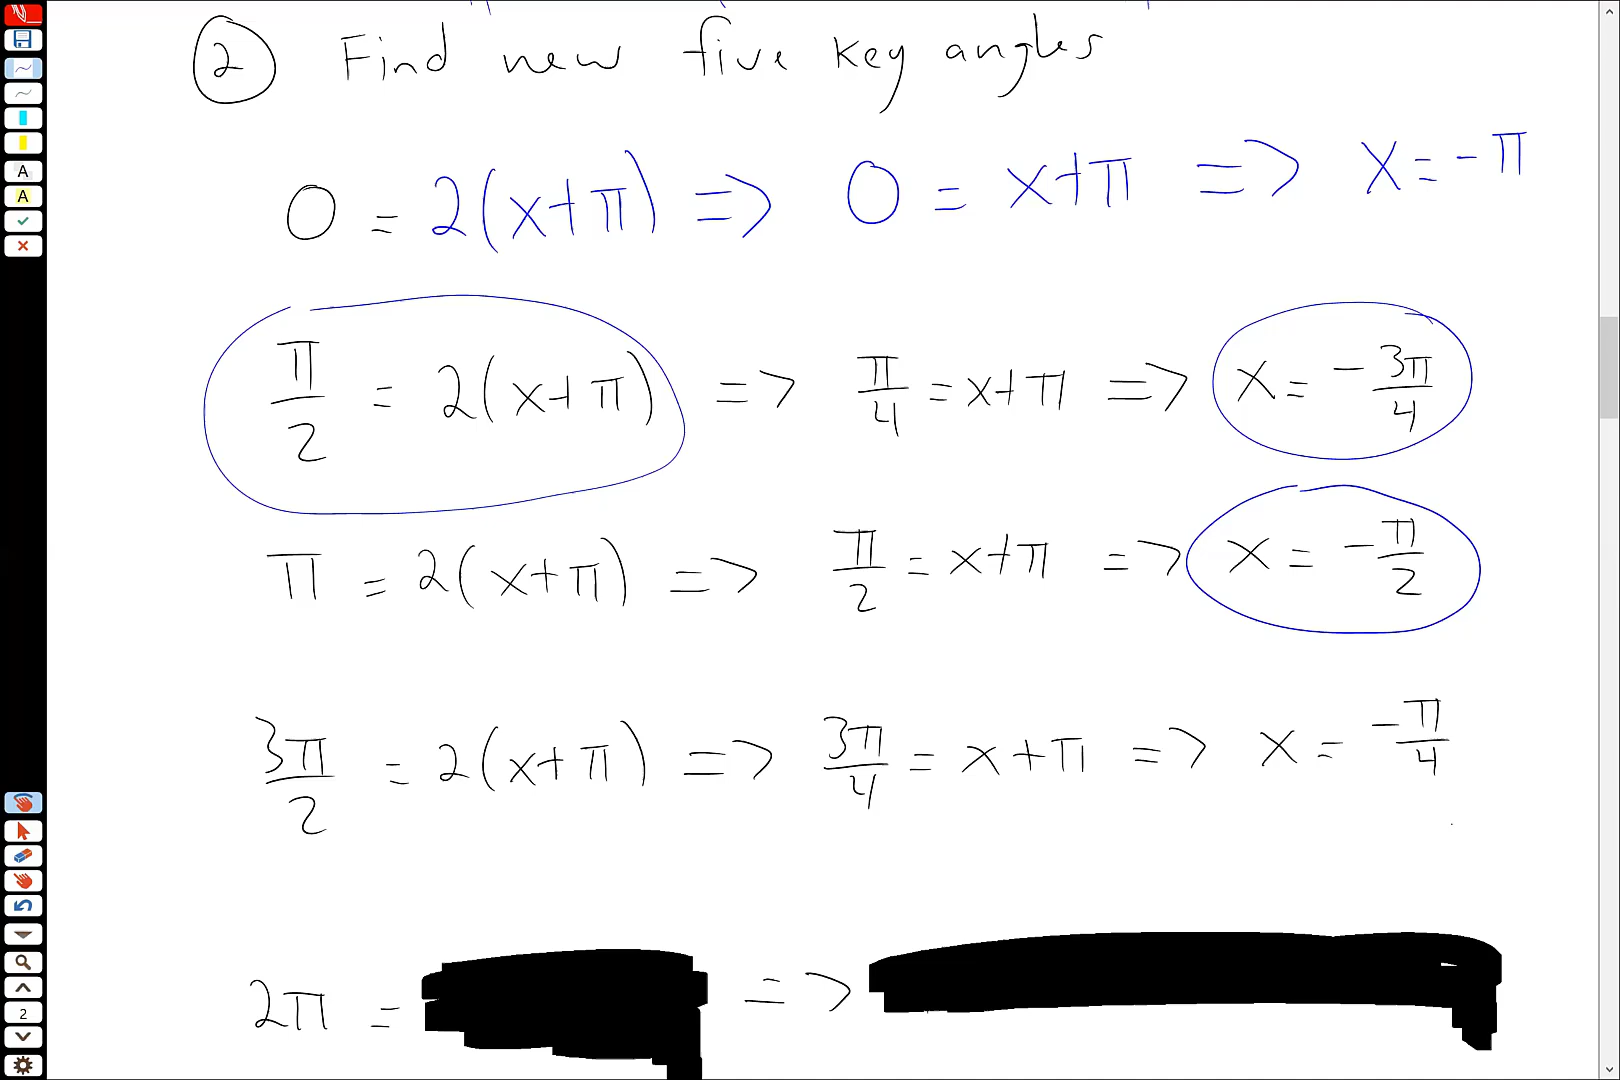 ② Find new five key angles
0 = 2(x+π) => 0 = x+π => x = -π
π/2 = 2(x+π) => π/4 = x+π => x = -3π/4
π = 2(x+π) => π/2 = x+π => x = -π/2
3π/2 = 2(x+π) => 3π/4 = x+π => x = -π/4
2π = =>
A
A
2